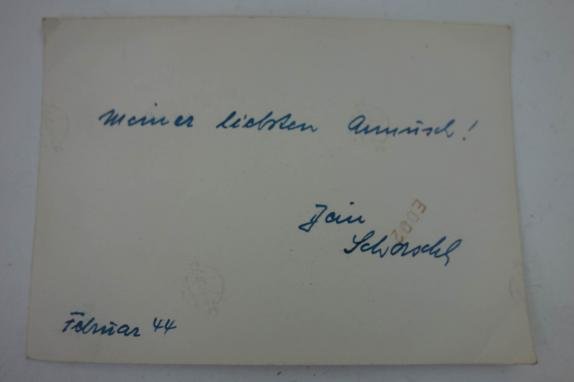 Meiner liebsten Annusch!
Dein
Schorschl
Februar 44